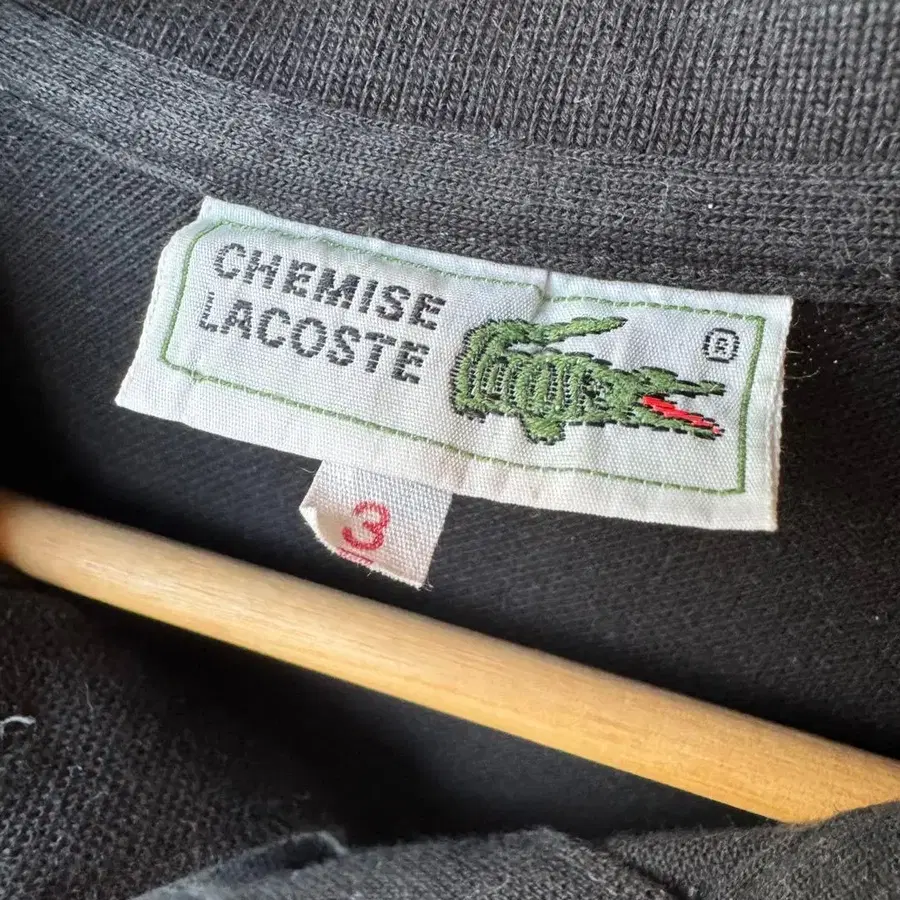 CHEMISE
LACOSTE
®
3